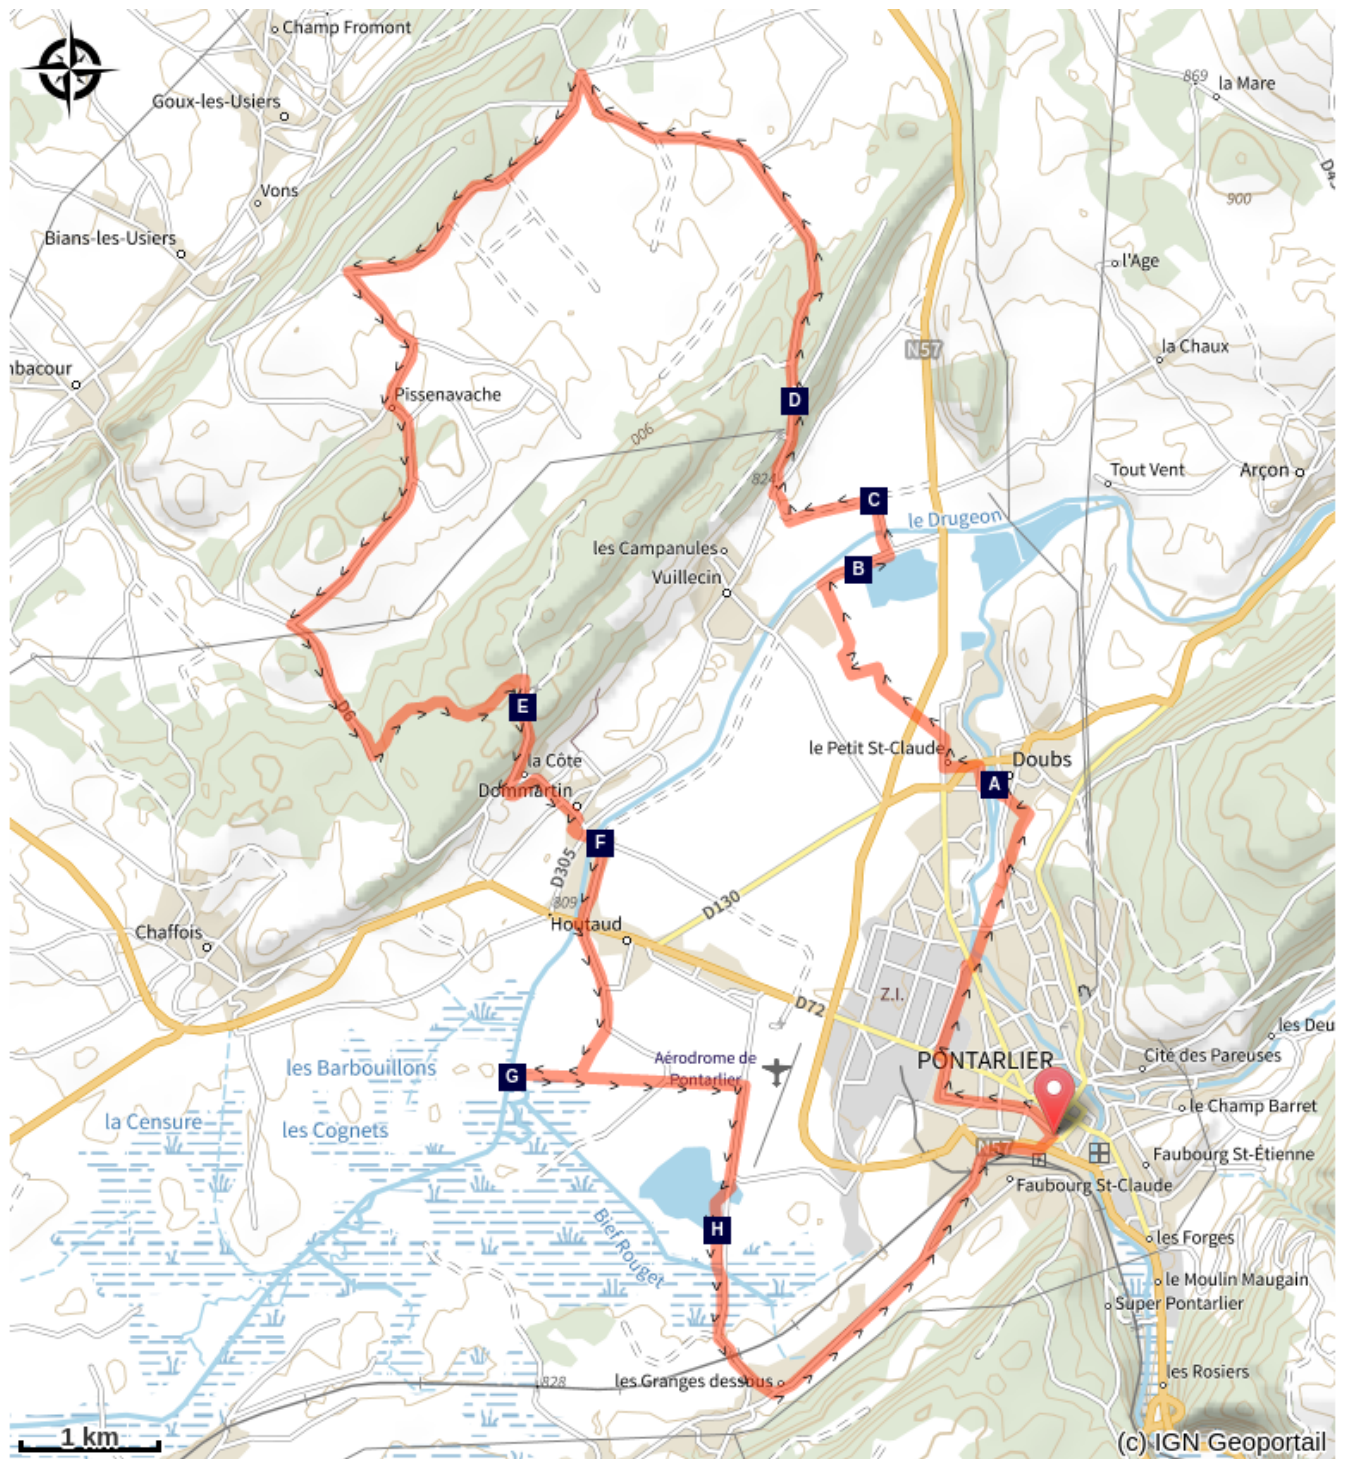 Champ Fromont
869
la Mare
Goux-les-Usiers
Vons
900
Bians-les-Usiers
l'Age
N57
la Chaux
mbacour
Pissenavache
D
900
Tout Vent
Arçon
824
C
le Drugeon
les Campanules
Vuillecin
B
E
D6
le Petit St-Claude
Doubs
la Côte
A
Dommartin
F
D305
809
D130
Houtaud
Chaffois
Z.I.
D72
les Deu
PONTARLIER
Cité des Pareuses
Aérodrome de
Pontarlier
les Barbouillons
G
le Champ Barret
la Censure
les Cognets
N57
Faubourg St-Étienne
Faubourg St-Claude
H
Bief Rouget
les Forges
le Moulin Maugain
Super Pontarlier
les Rosiers
les Granges dessous
828
1 km
(c) IGN Geoportail